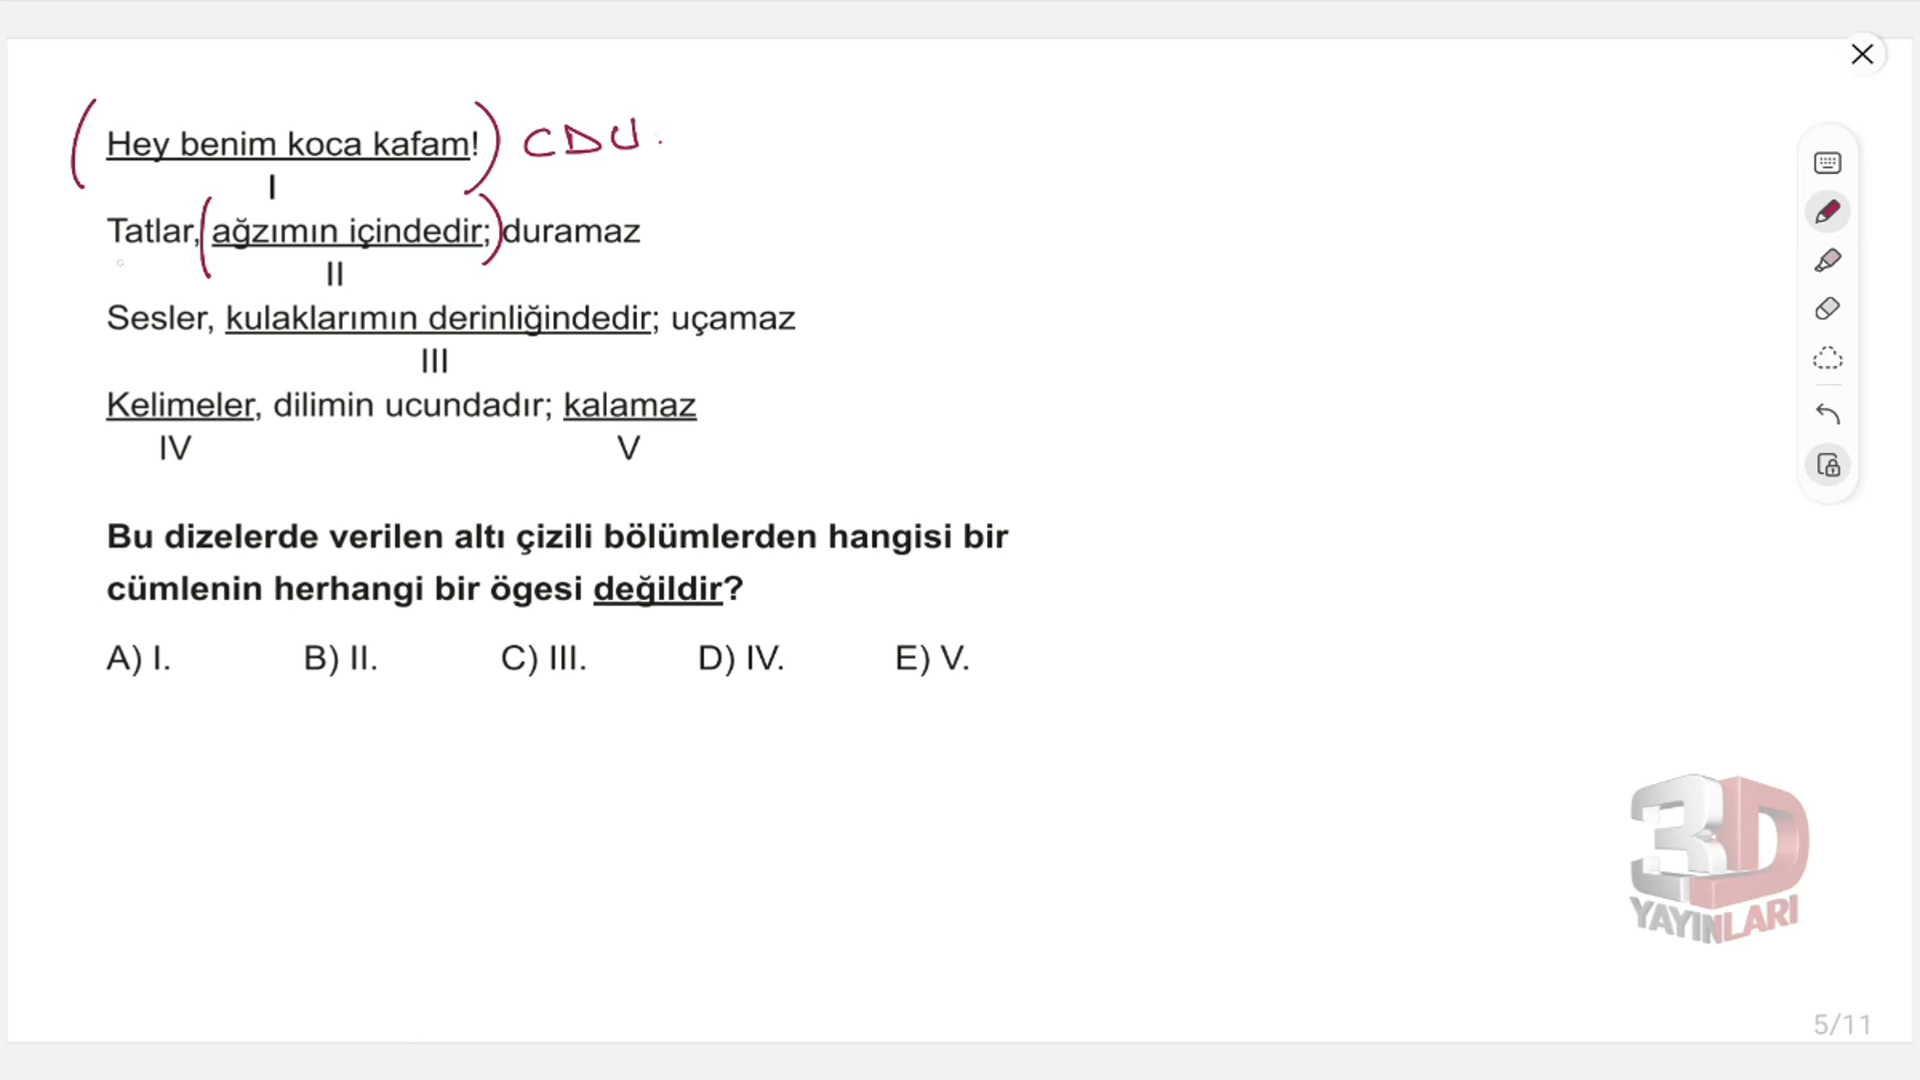 (Hey benim koca kafam!) CDU.
I
Tatlar, (ağzımın içindedir;) duramaz
II
Sesler, kulaklarımın derinliğindedir; uçamaz
III
Kelimeler, dilimin ucundadır; kalamaz
IV V
Bu dizelerde verilen altı çizili bölümlerden hangisi bir
cümlenin herhangi bir ögesi değildir?
A) I. B) II. C) III. D) IV. E) V.
3D
YAYINLARI
5/11